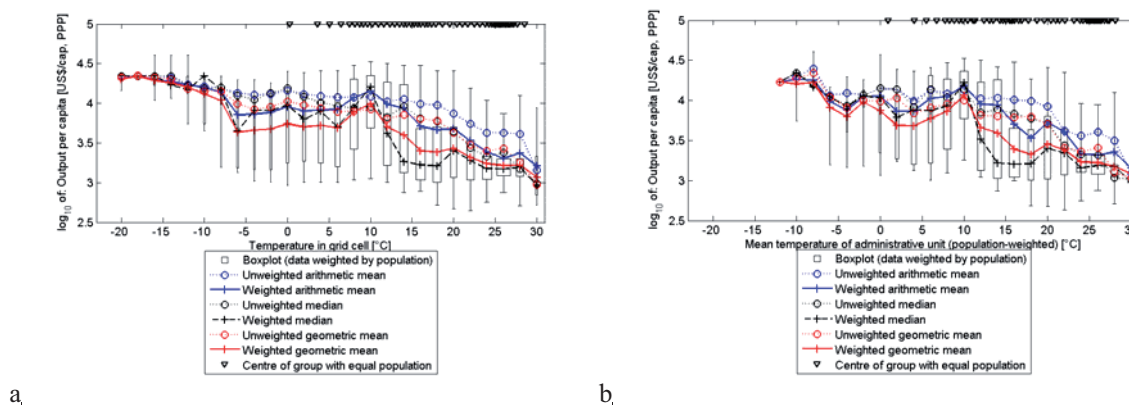 5
4.5
4
3.5
3
2.5
log10 of: Output per capita [US$/cap, PPP]
-20 -15 -10 -5 0 5 10 15 20 25 30
Temperature in grid cell [°C]
Boxplot (data weighted by population)
Unweighted arithmetic mean
Weighted arithmetic mean
Unweighted median
Weighted median
Unweighted geometric mean
Weighted geometric mean
Centre of group with equal population
a
5
4.5
4
3.5
3
2.5
log10 of: Output per capita [US$/cap, PPP]
-20 -15 -10 -5 0 5 10 15 20 25 30
Mean temperature of administrative unit (population-weighted) [°C]
Boxplot (data weighted by population)
Unweighted arithmetic mean
Weighted arithmetic mean
Unweighted median
Weighted median
Unweighted geometric mean
Weighted geometric mean
Centre of group with equal population
b